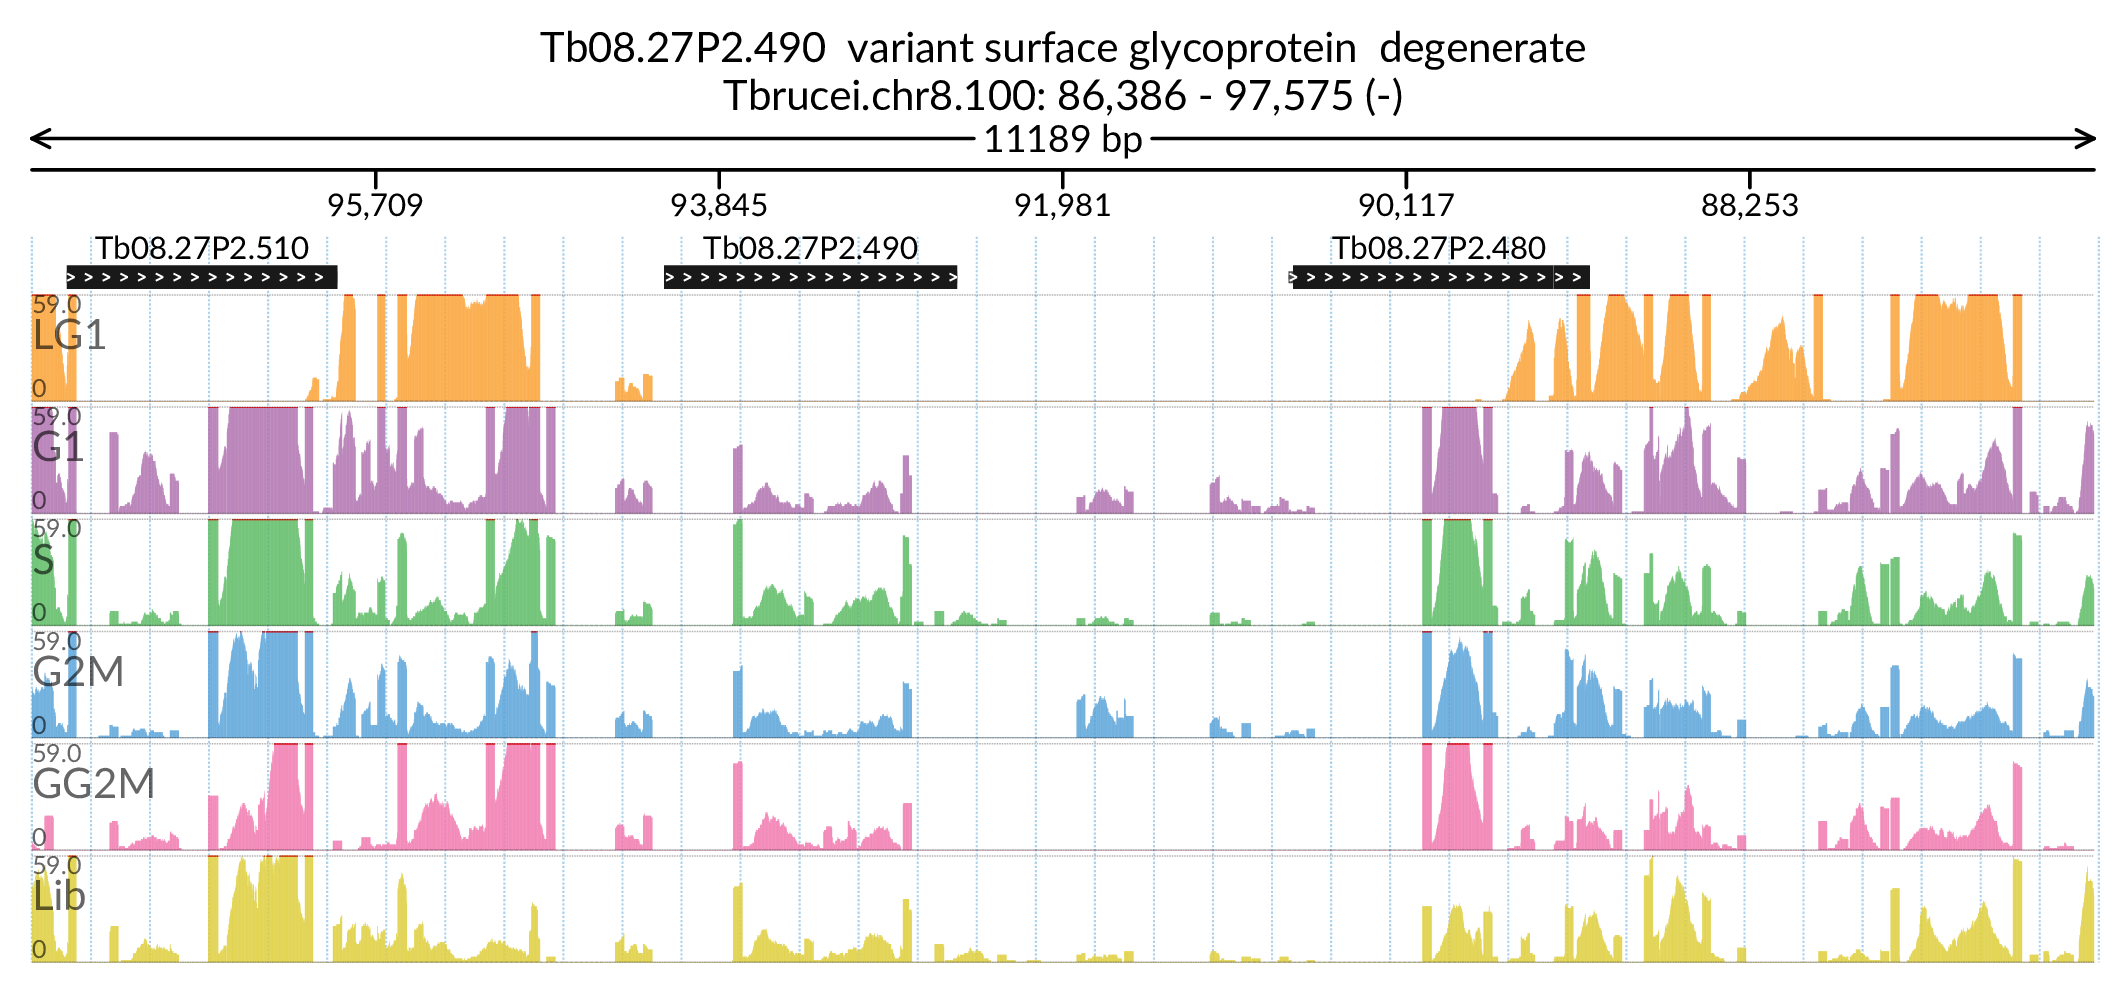 Tb08.27P2.490  variant surface glycoprotein  degenerate
Tbrucei.chr8.100: 86,386 - 97,575 (-)
11189 bp
95,709 93,845 91,981 90,117 88,253
Tb08.27P2.510 Tb08.27P2.490 Tb08.27P2.480
59.0
LG1
0
59.0
G1
0
59.0
S
0
59.0
G2M
0
59.0
GG2M
0
59.0
Lib
0